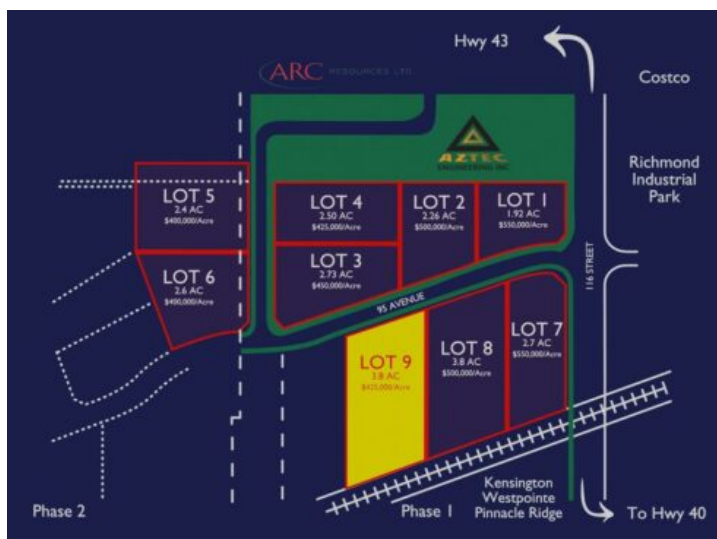 Hwy 43
ARC RESOURCES LTD.
Costco
AZTEC
ENGINEERING INC
Richmond
Industrial
Park
LOT 5
2.4 AC
$400,000/Acre
LOT 4
2.50 AC
$425,000/Acre
LOT 2
2.26 AC
$500,000/Acre
LOT 1
1.92 AC
$550,000/Acre
LOT 6
2.6 AC
$400,000/Acre
LOT 3
2.73 AC
$450,000/Acre
116 STREET
95 AVENUE
LOT 9
3.8 AC
$425,000/Acre
LOT 8
3.8 AC
$500,000/Acre
LOT 7
2.7 AC
$550,000/Acre
Phase 2
Phase 1
Kensington
Westpointe
Pinnacle Ridge
To Hwy 40